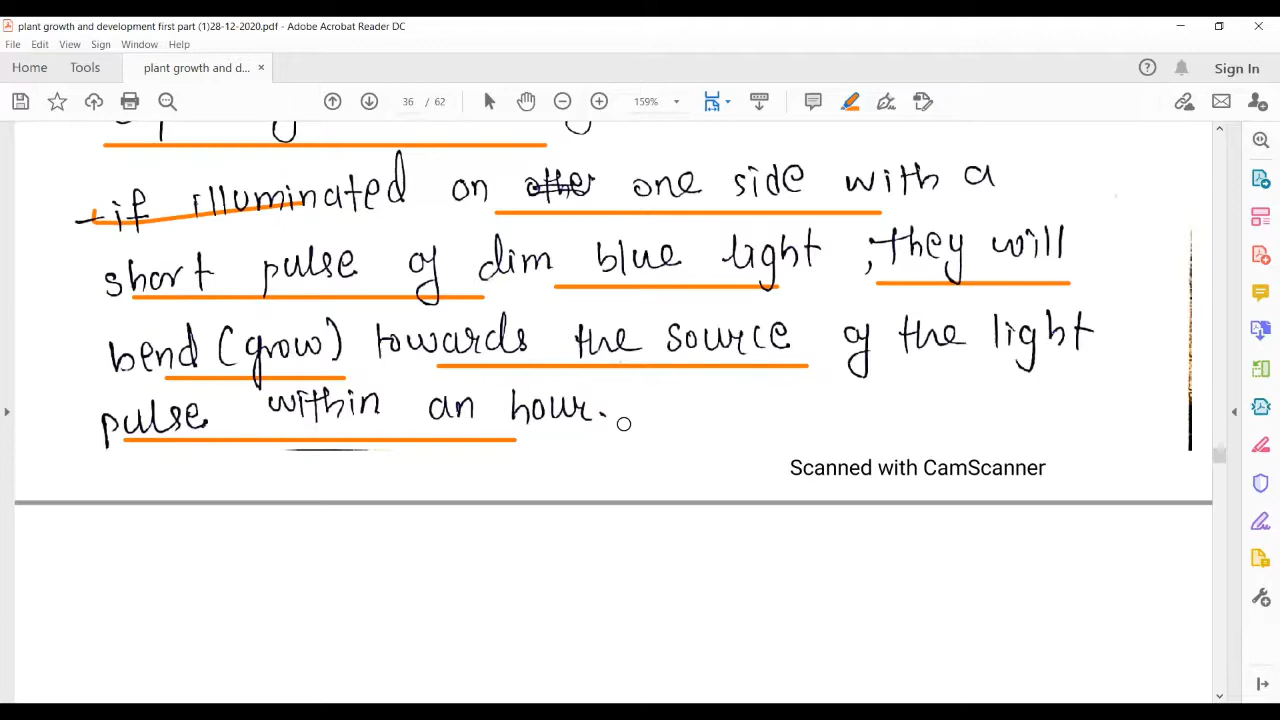 plant growth and development first part (1)28-12-2020.pdf - Adobe Acrobat Reader DC
File Edit View Sign Window Help
Home Tools plant growth and d... × Sign In
36 / 62 159%
- if illuminated on one side with a
short pulse of dim blue light, they will
bend (grow) towards the source of the light
pulse within an hour.
Scanned with CamScanner